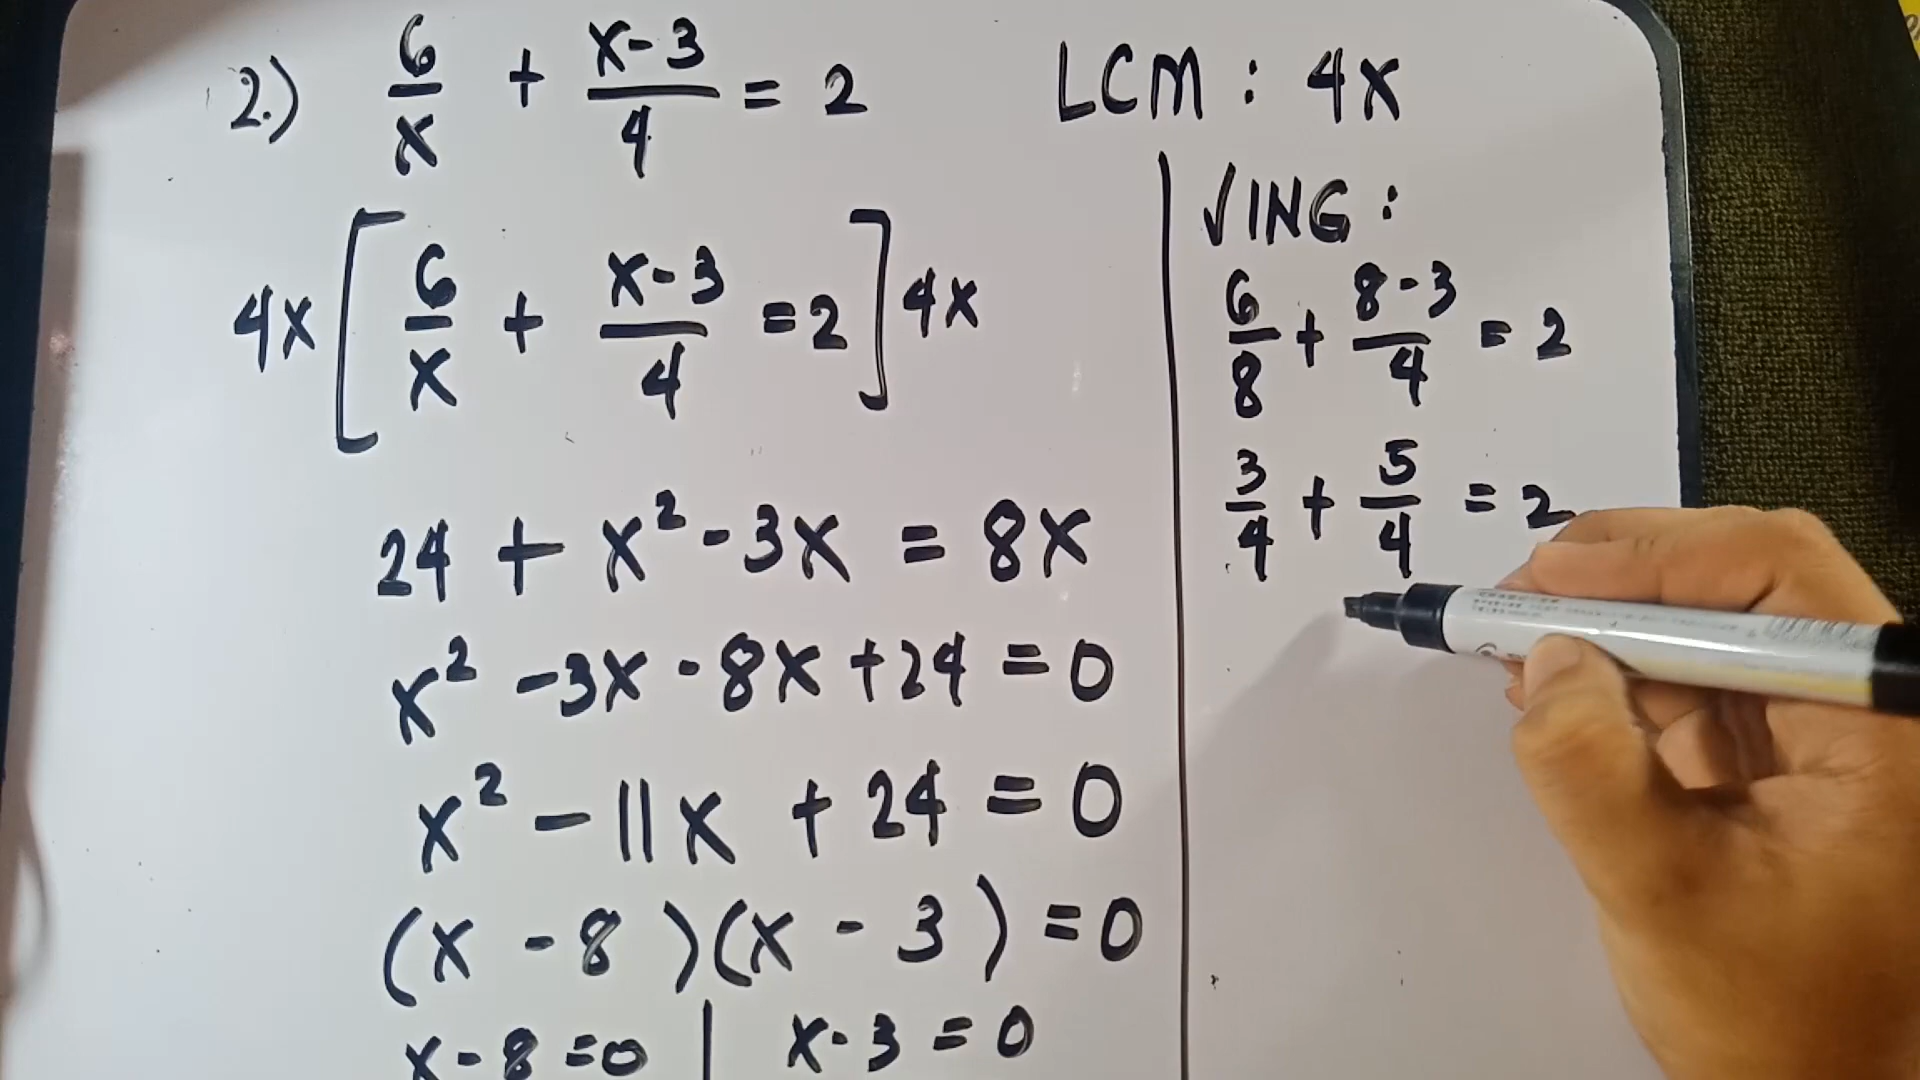 2.) 6/x + x-3/4 = 2
LCM : 4x
4x [ 6/x + x-3/4 = 2 ] 4x
24 + x² - 3x = 8x
x² - 3x - 8x + 24 = 0
x² - 11x + 24 = 0
(x - 8)(x - 3) = 0
x - 8 = 0 | x - 3 = 0
√ING :
6/8 + 8-3/4 = 2
3/4 + 5/4 = 2